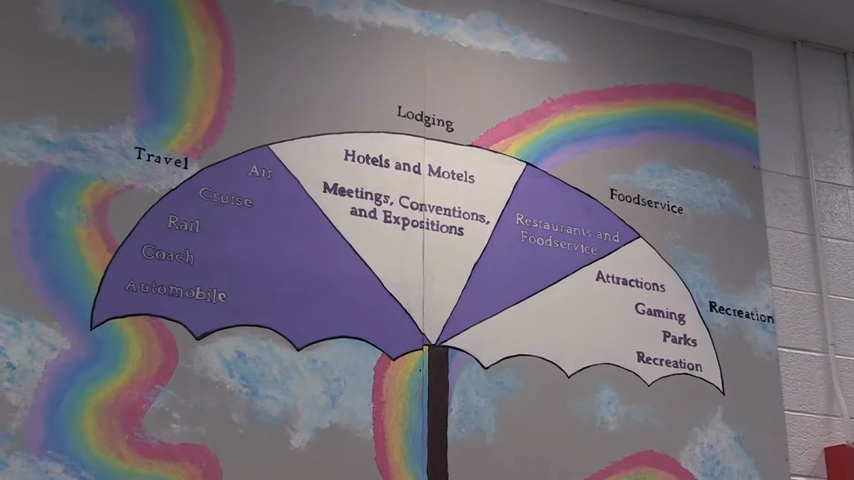 Lodging
Travel
Foodservice
Recreation
Air
Cruise
Rail
Coach
Automobile
Hotels and Motels
Meetings, Conventions,
and Expositions
Restaurants and
Foodservice
Attractions
Gaming
Parks
Recreation